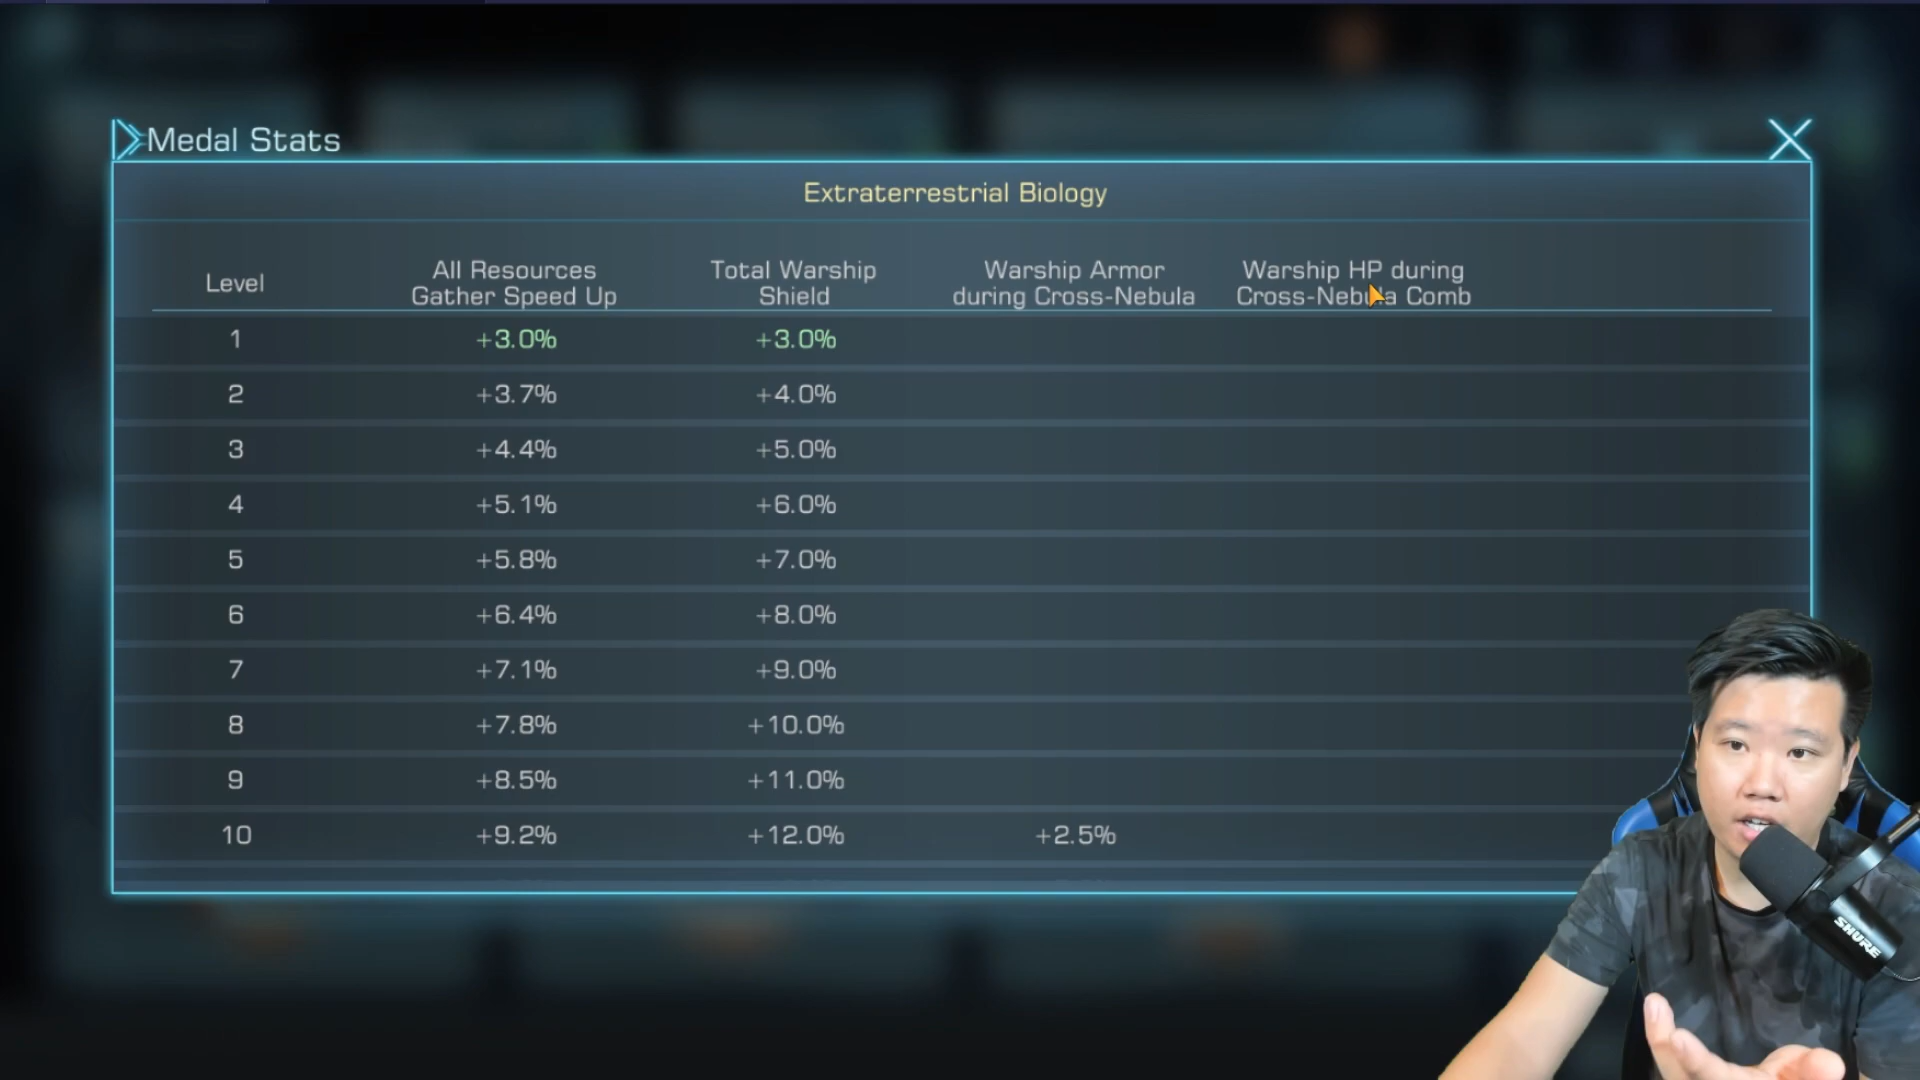 Medal Stats
Extraterrestrial Biology
Level
All Resources
Gather Speed Up
Total Warship
Shield
Warship Armor
during Cross-Nebula
Warship HP during
Cross-Nebula Comb
1 +3.0% +3.0%
2 +3.7% +4.0%
3 +4.4% +5.0%
4 +5.1% +6.0%
5 +5.8% +7.0%
6 +6.4% +8.0%
7 +7.1% +9.0%
8 +7.8% +10.0%
9 +8.5% +11.0%
10 +9.2% +12.0% +2.5%
SHURE